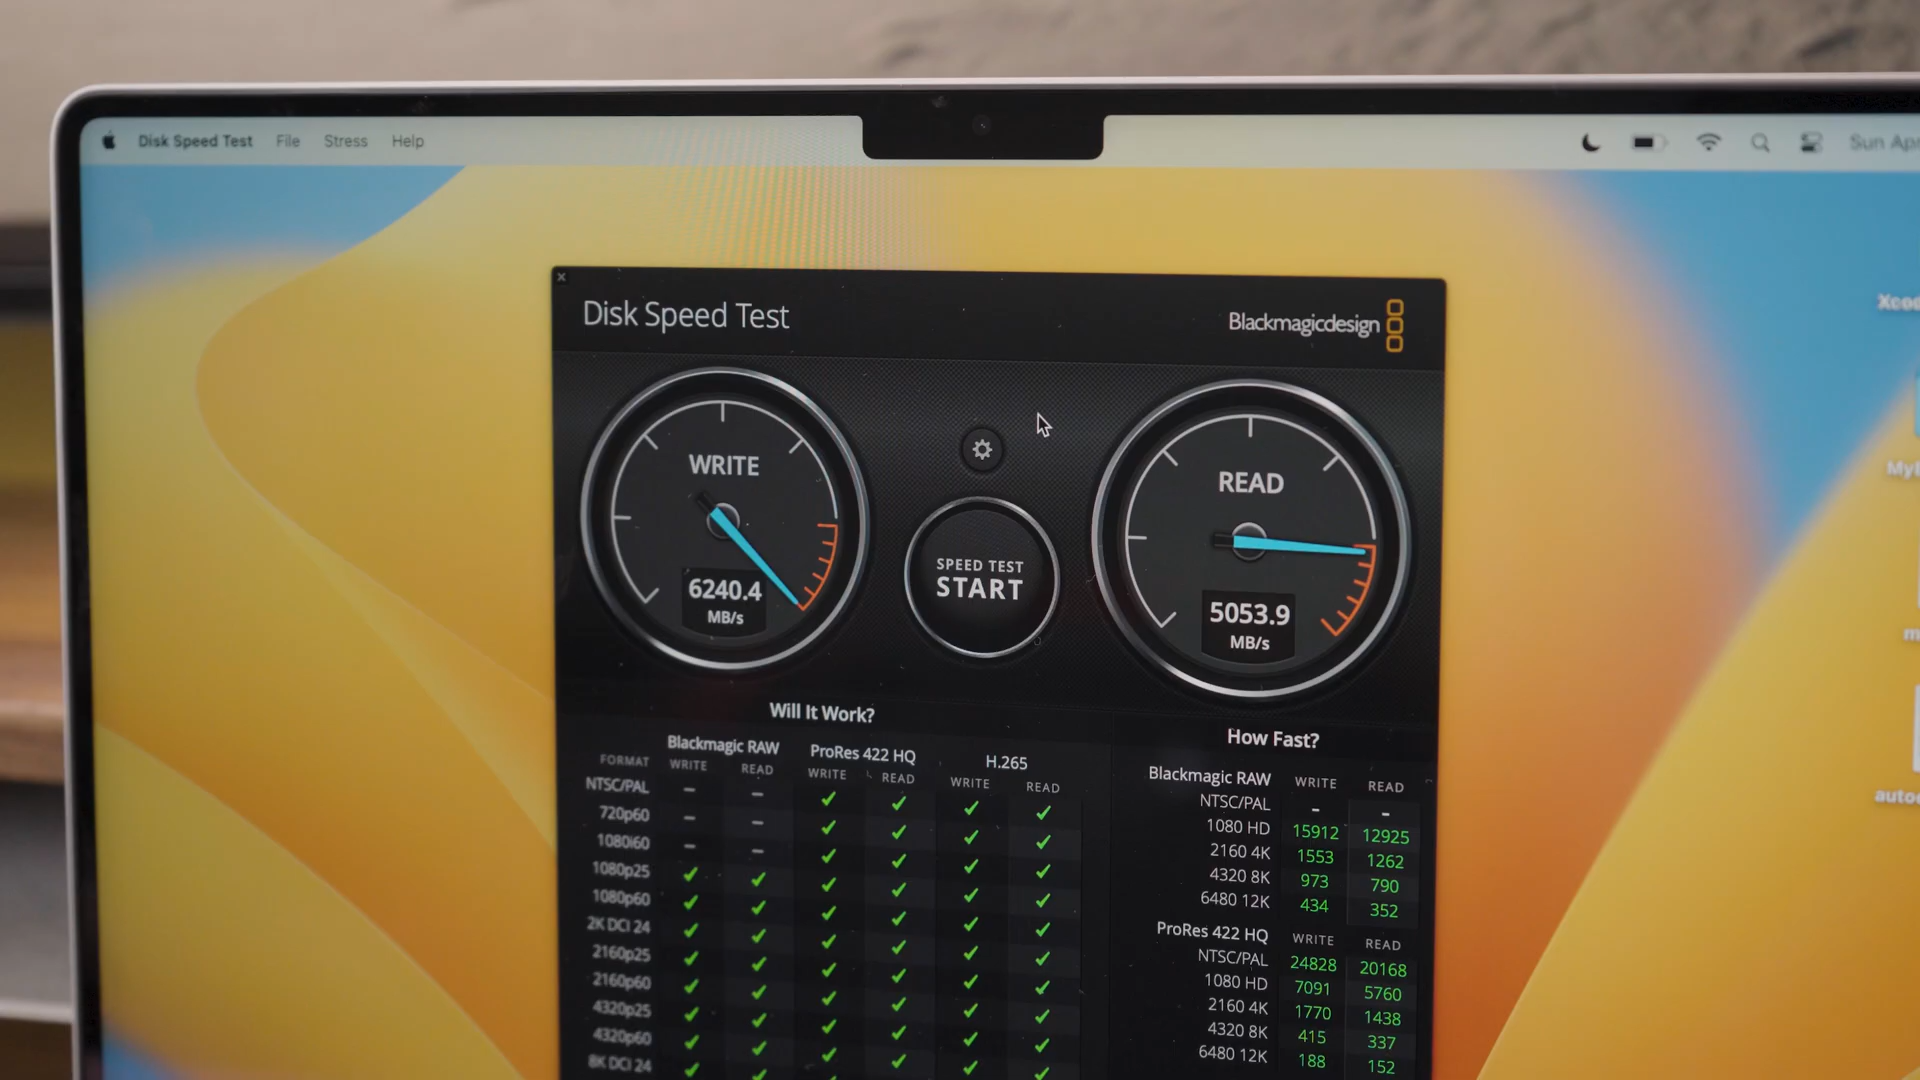 Disk Speed Test File Stress Help
Sun Apr
Disk Speed Test
Blackmagicdesign
WRITE
6240.4
MB/s
SPEED TEST
START
READ
5053.9
MB/s
Will It Work?
Blackmagic RAW ProRes 422 HQ H.265
FORMAT WRITE READ WRITE READ WRITE READ
NTSC/PAL – – ✓ ✓ ✓ ✓
720p60 – – ✓ ✓ ✓ ✓
1080i60 – – ✓ ✓ ✓ ✓
1080p25 ✓ ✓ ✓ ✓ ✓ ✓
1080p60 ✓ ✓ ✓ ✓ ✓ ✓
2K DCI 24 ✓ ✓ ✓ ✓ ✓ ✓
2160p25 ✓ ✓ ✓ ✓ ✓ ✓
2160p60 ✓ ✓ ✓ ✓ ✓ ✓
4320p25 ✓ ✓ ✓ ✓ ✓ ✓
4320p60 ✓ ✓ ✓ ✓ ✓ ✓
8K DCI 24 ✓ ✓ ✓ ✓ ✓ ✓
How Fast?
Blackmagic RAW WRITE READ
NTSC/PAL – –
1080 HD 15912 12925
2160 4K 1553 1262
4320 8K 973 790
6480 12K 434 352
ProRes 422 HQ WRITE READ
NTSC/PAL 24828 20168
1080 HD 7091 5760
2160 4K 1770 1438
4320 8K 415 337
6480 12K 188 152